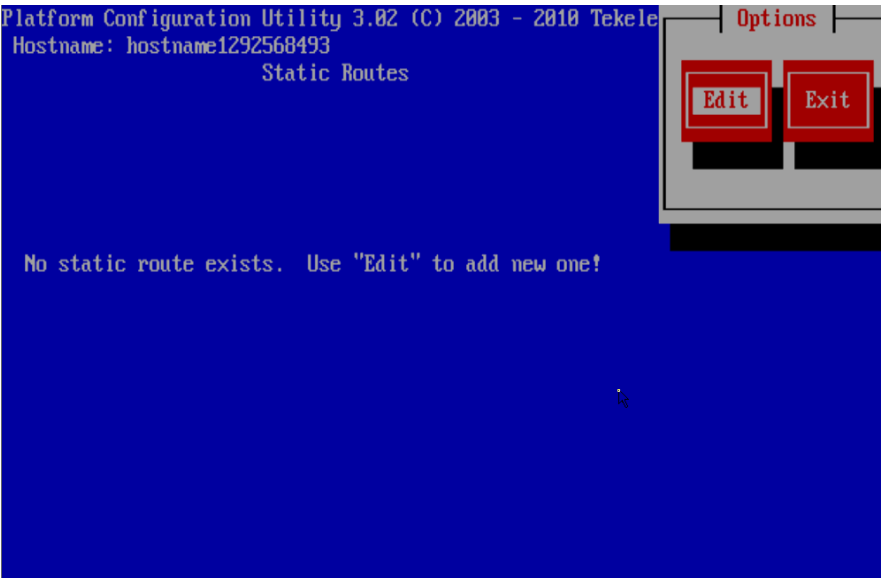 Platform Configuration Utility 3.02 (C) 2003 - 2010 Tekele
Hostname: hostname1292568493
Static Routes
Options
Edit
Exit
No static route exists.  Use "Edit" to add new one!